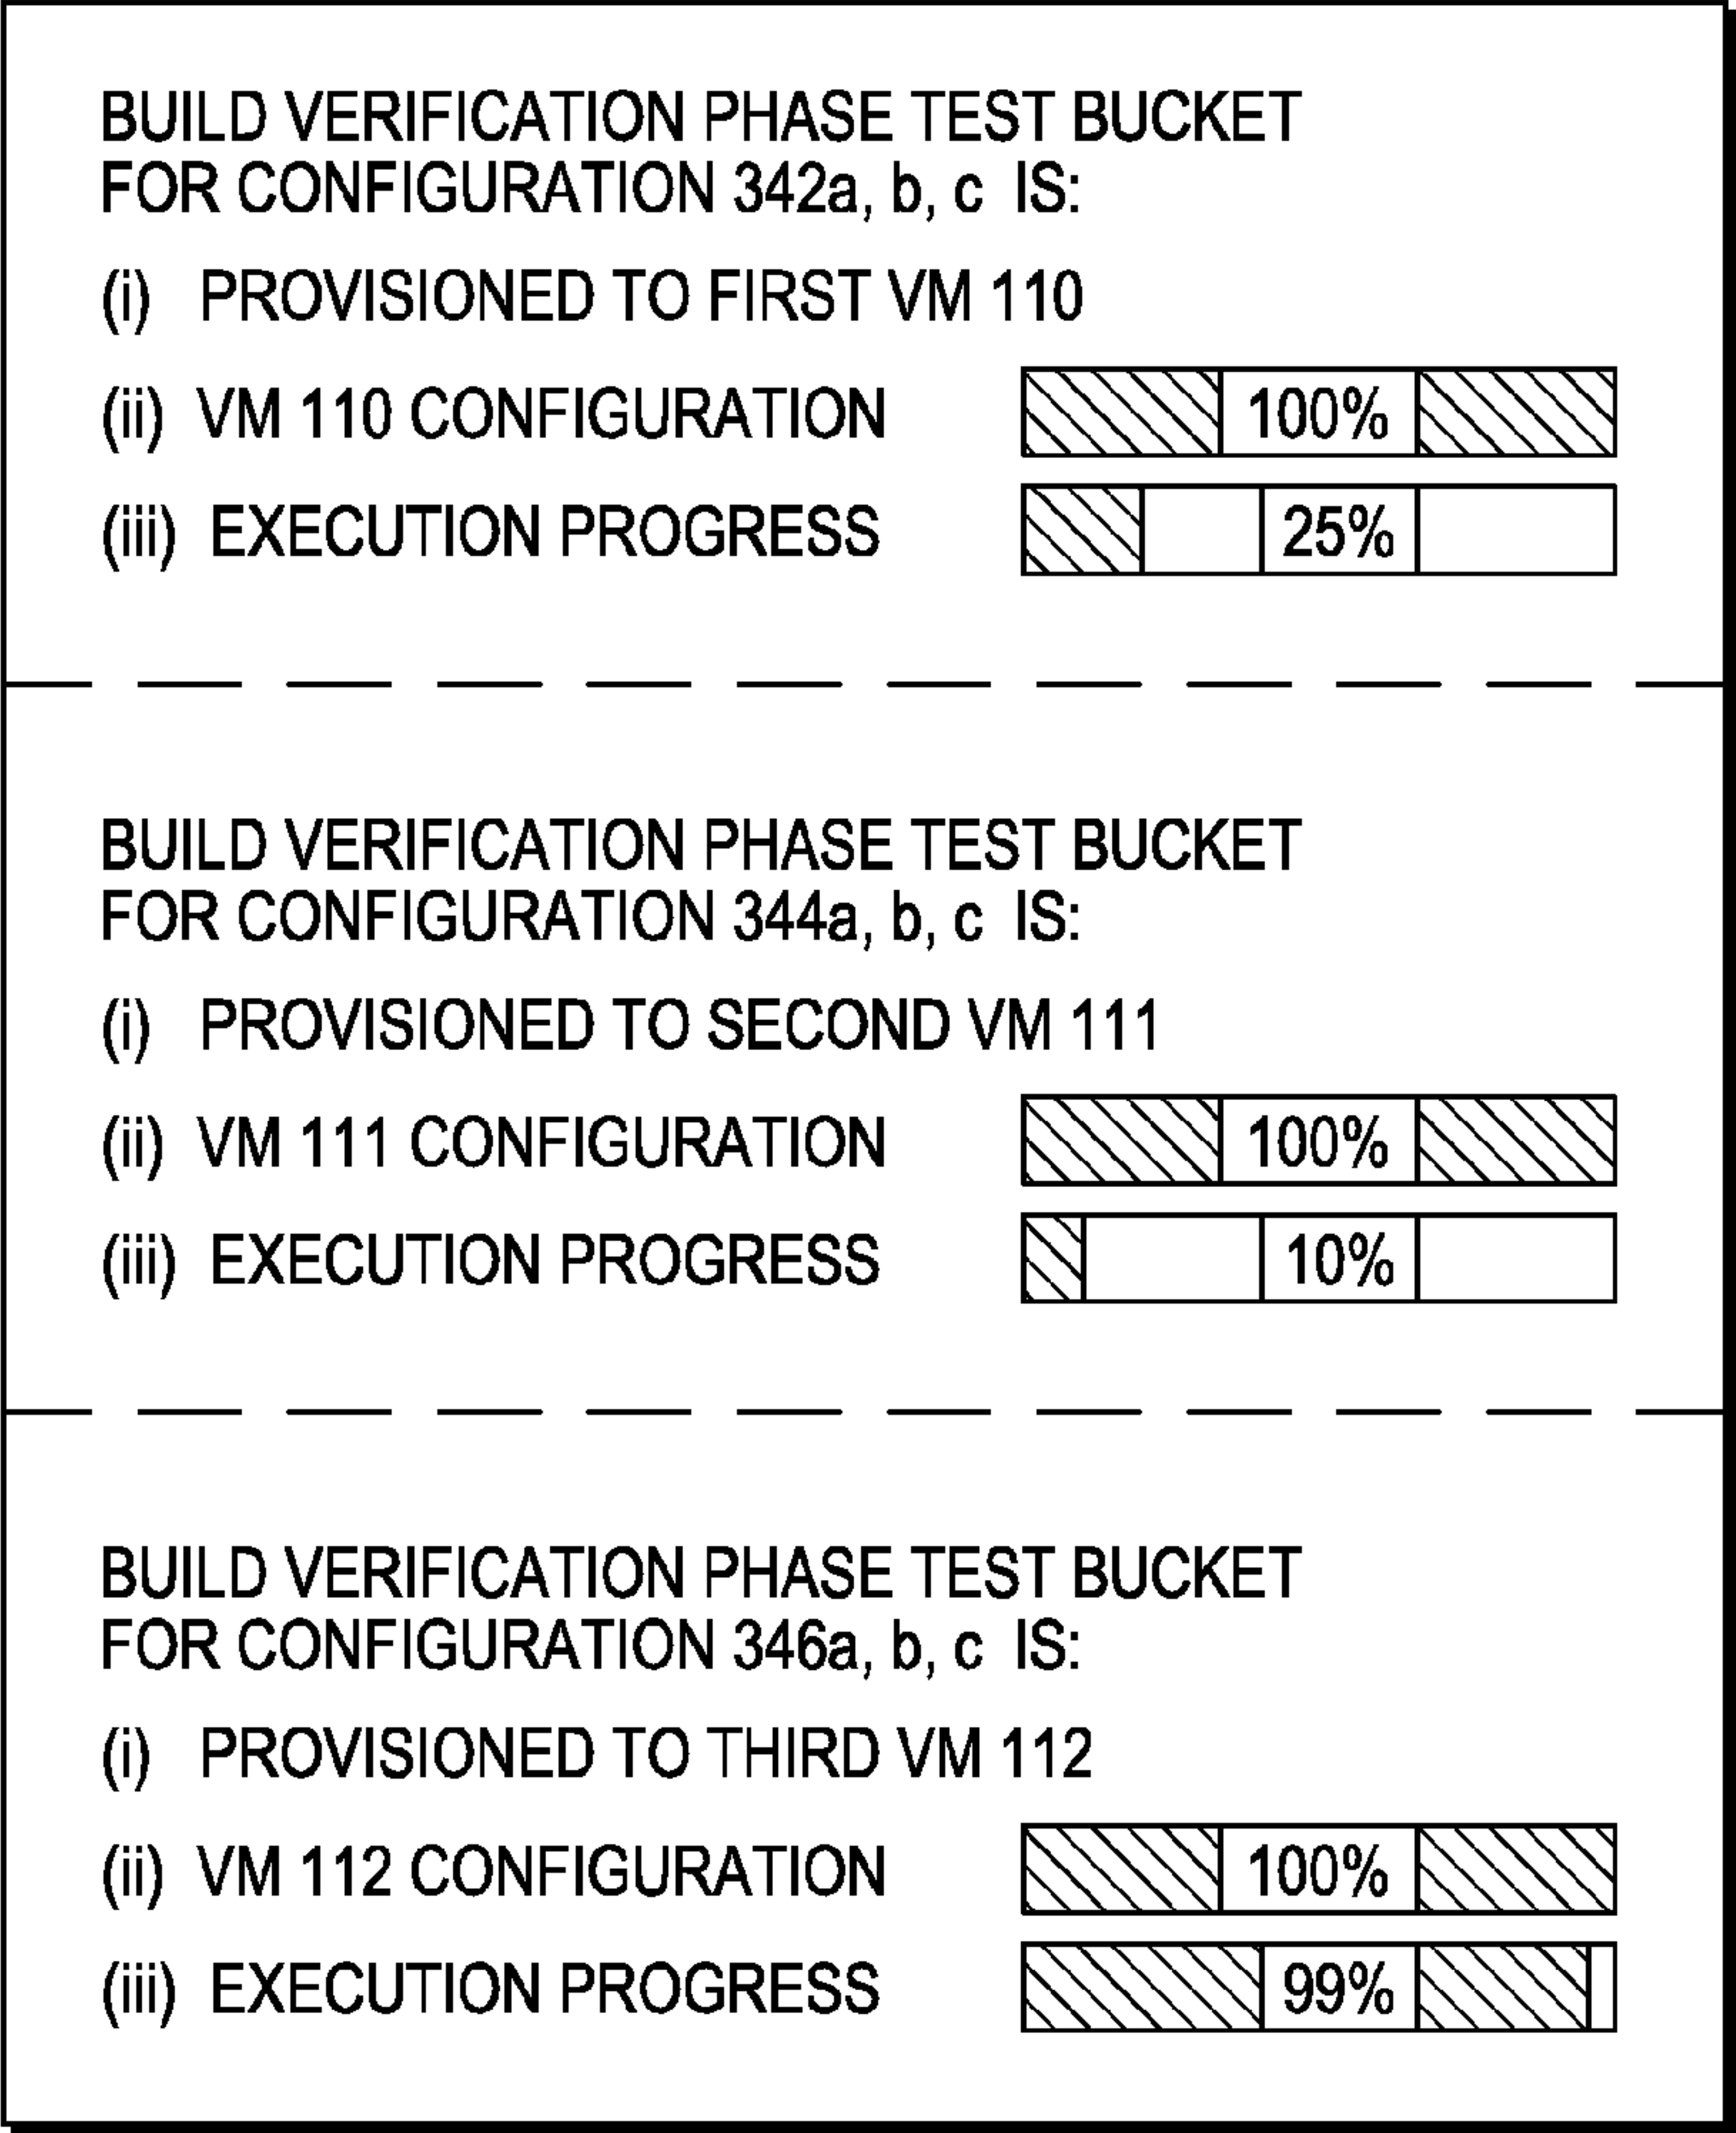 BUILD VERIFICATION PHASE TEST BUCKET
FOR CONFIGURATION 342a, b, c IS:
(i) PROVISIONED TO FIRST VM 110
(ii) VM 110 CONFIGURATION 100%
(iii) EXECUTION PROGRESS 25%
BUILD VERIFICATION PHASE TEST BUCKET
FOR CONFIGURATION 344a, b, c IS:
(i) PROVISIONED TO SECOND VM 111
(ii) VM 111 CONFIGURATION 100%
(iii) EXECUTION PROGRESS 10%
BUILD VERIFICATION PHASE TEST BUCKET
FOR CONFIGURATION 346a, b, c IS:
(i) PROVISIONED TO THIRD VM 112
(ii) VM 112 CONFIGURATION 100%
(iii) EXECUTION PROGRESS 99%